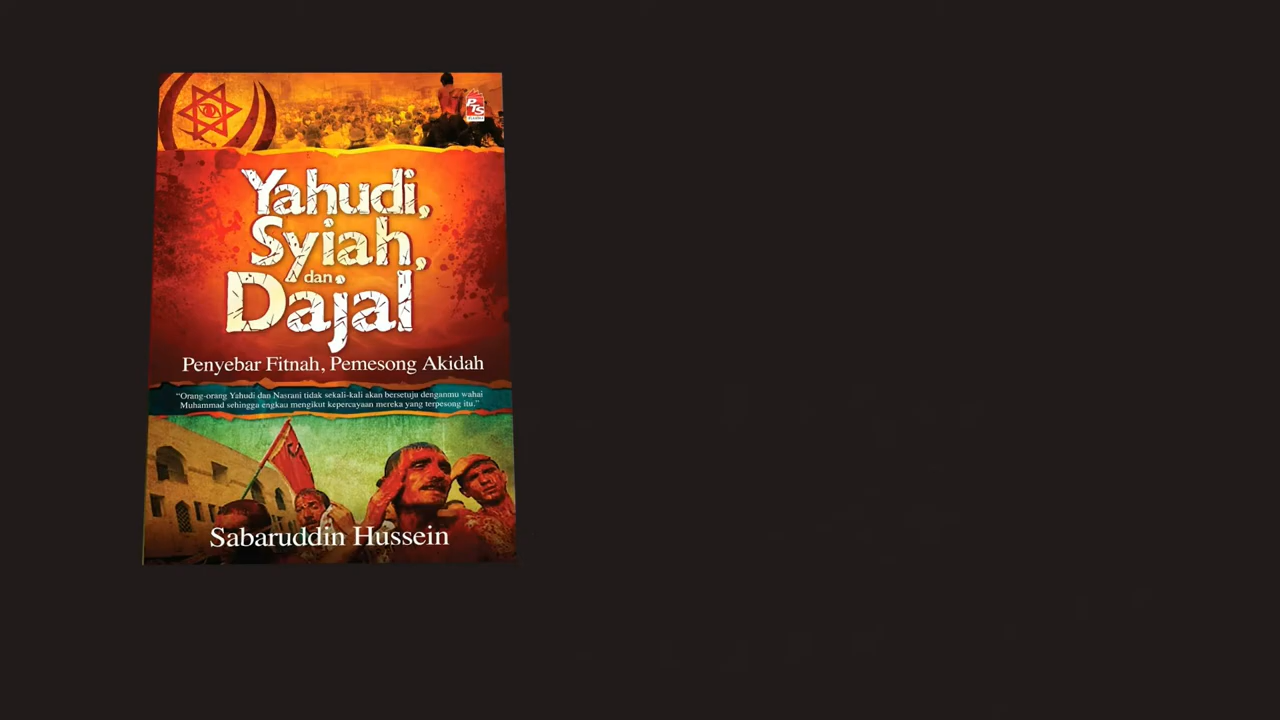 PTS
Yahudi,
Syiah,
dan
Dajal
Penyebar Fitnah, Pemesong Akidah
“Orang-orang Yahudi dan Nasrani tidak sekali-kali akan bersetuju denganmu wahai
Muhammad sehingga engkau mengikut kepercayaan mereka yang terpesong itu.”
Sabaruddin Hussein